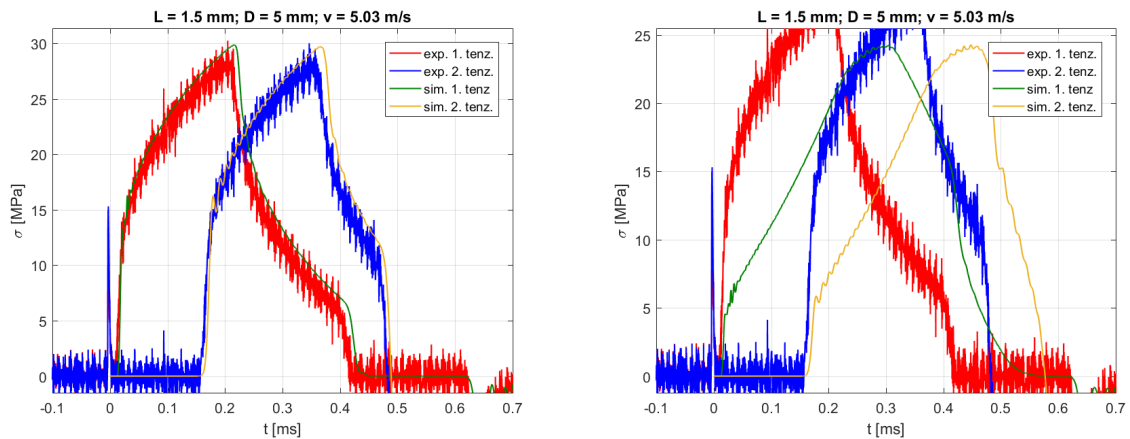 L = 1.5 mm; D = 5 mm; v = 5.03 m/s
30
25
20
15
10
5
0
σ [MPa]
exp. 1. tenz.
exp. 2. tenz.
sim. 1. tenz.
sim. 2. tenz.
-0.1 0 0.1 0.2 0.3 0.4 0.5 0.6 0.7
t [ms]
L = 1.5 mm; D = 5 mm; v = 5.03 m/s
25
20
15
10
5
0
σ [MPa]
exp. 1. tenz.
exp. 2. tenz.
sim. 1. tenz.
sim. 2. tenz.
-0.1 0 0.1 0.2 0.3 0.4 0.5 0.6 0.7
t [ms]